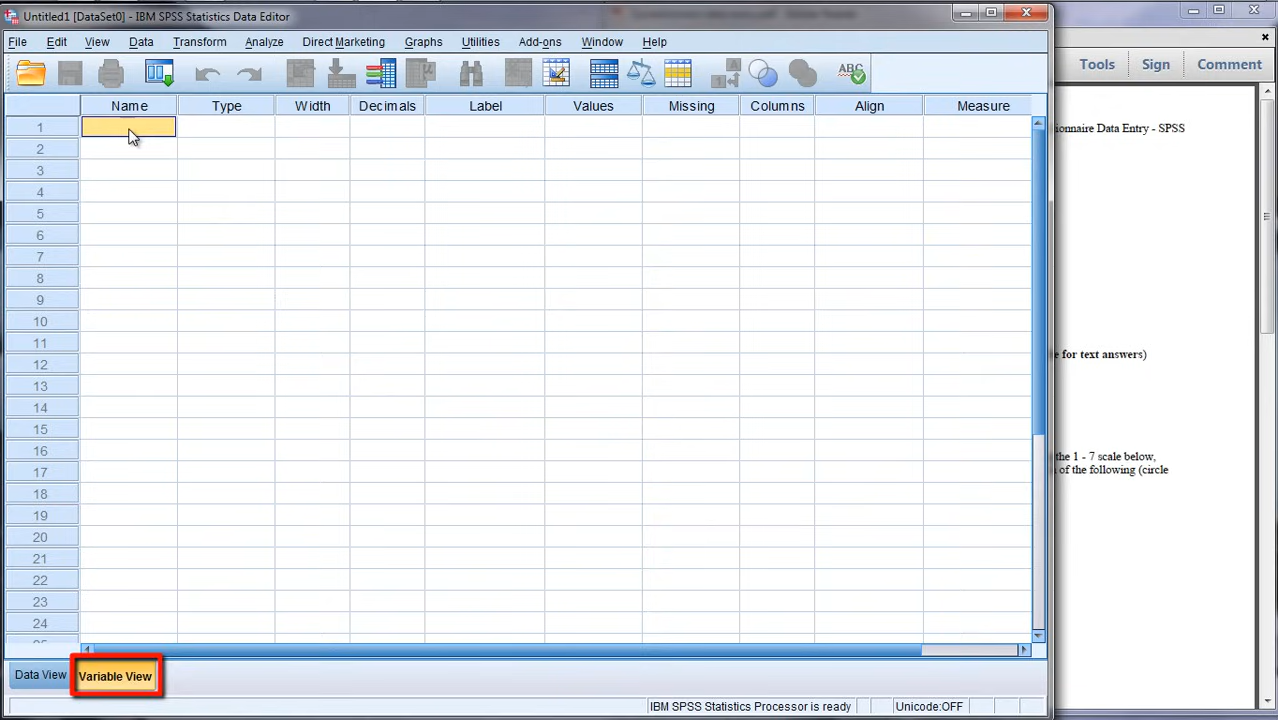 Untitled1 [DataSet0] - IBM SPSS Statistics Data Editor
File Edit View Data Transform Analyze Direct Marketing Graphs Utilities Add-ons Window Help
Tools Sign Comment
A
ABC
Name Type Width Decimals Label Values Missing Columns Align Measure
1
2
3
4
5
6
7
8
9
10
11
12
13
14
15
16
17
18
19
20
21
22
23
24
ionnaire Data Entry - SPSS
e for text answers)
the 1 - 7 scale below,
of the following (circle
Data View Variable View
IBM SPSS Statistics Processor is ready Unicode:OFF